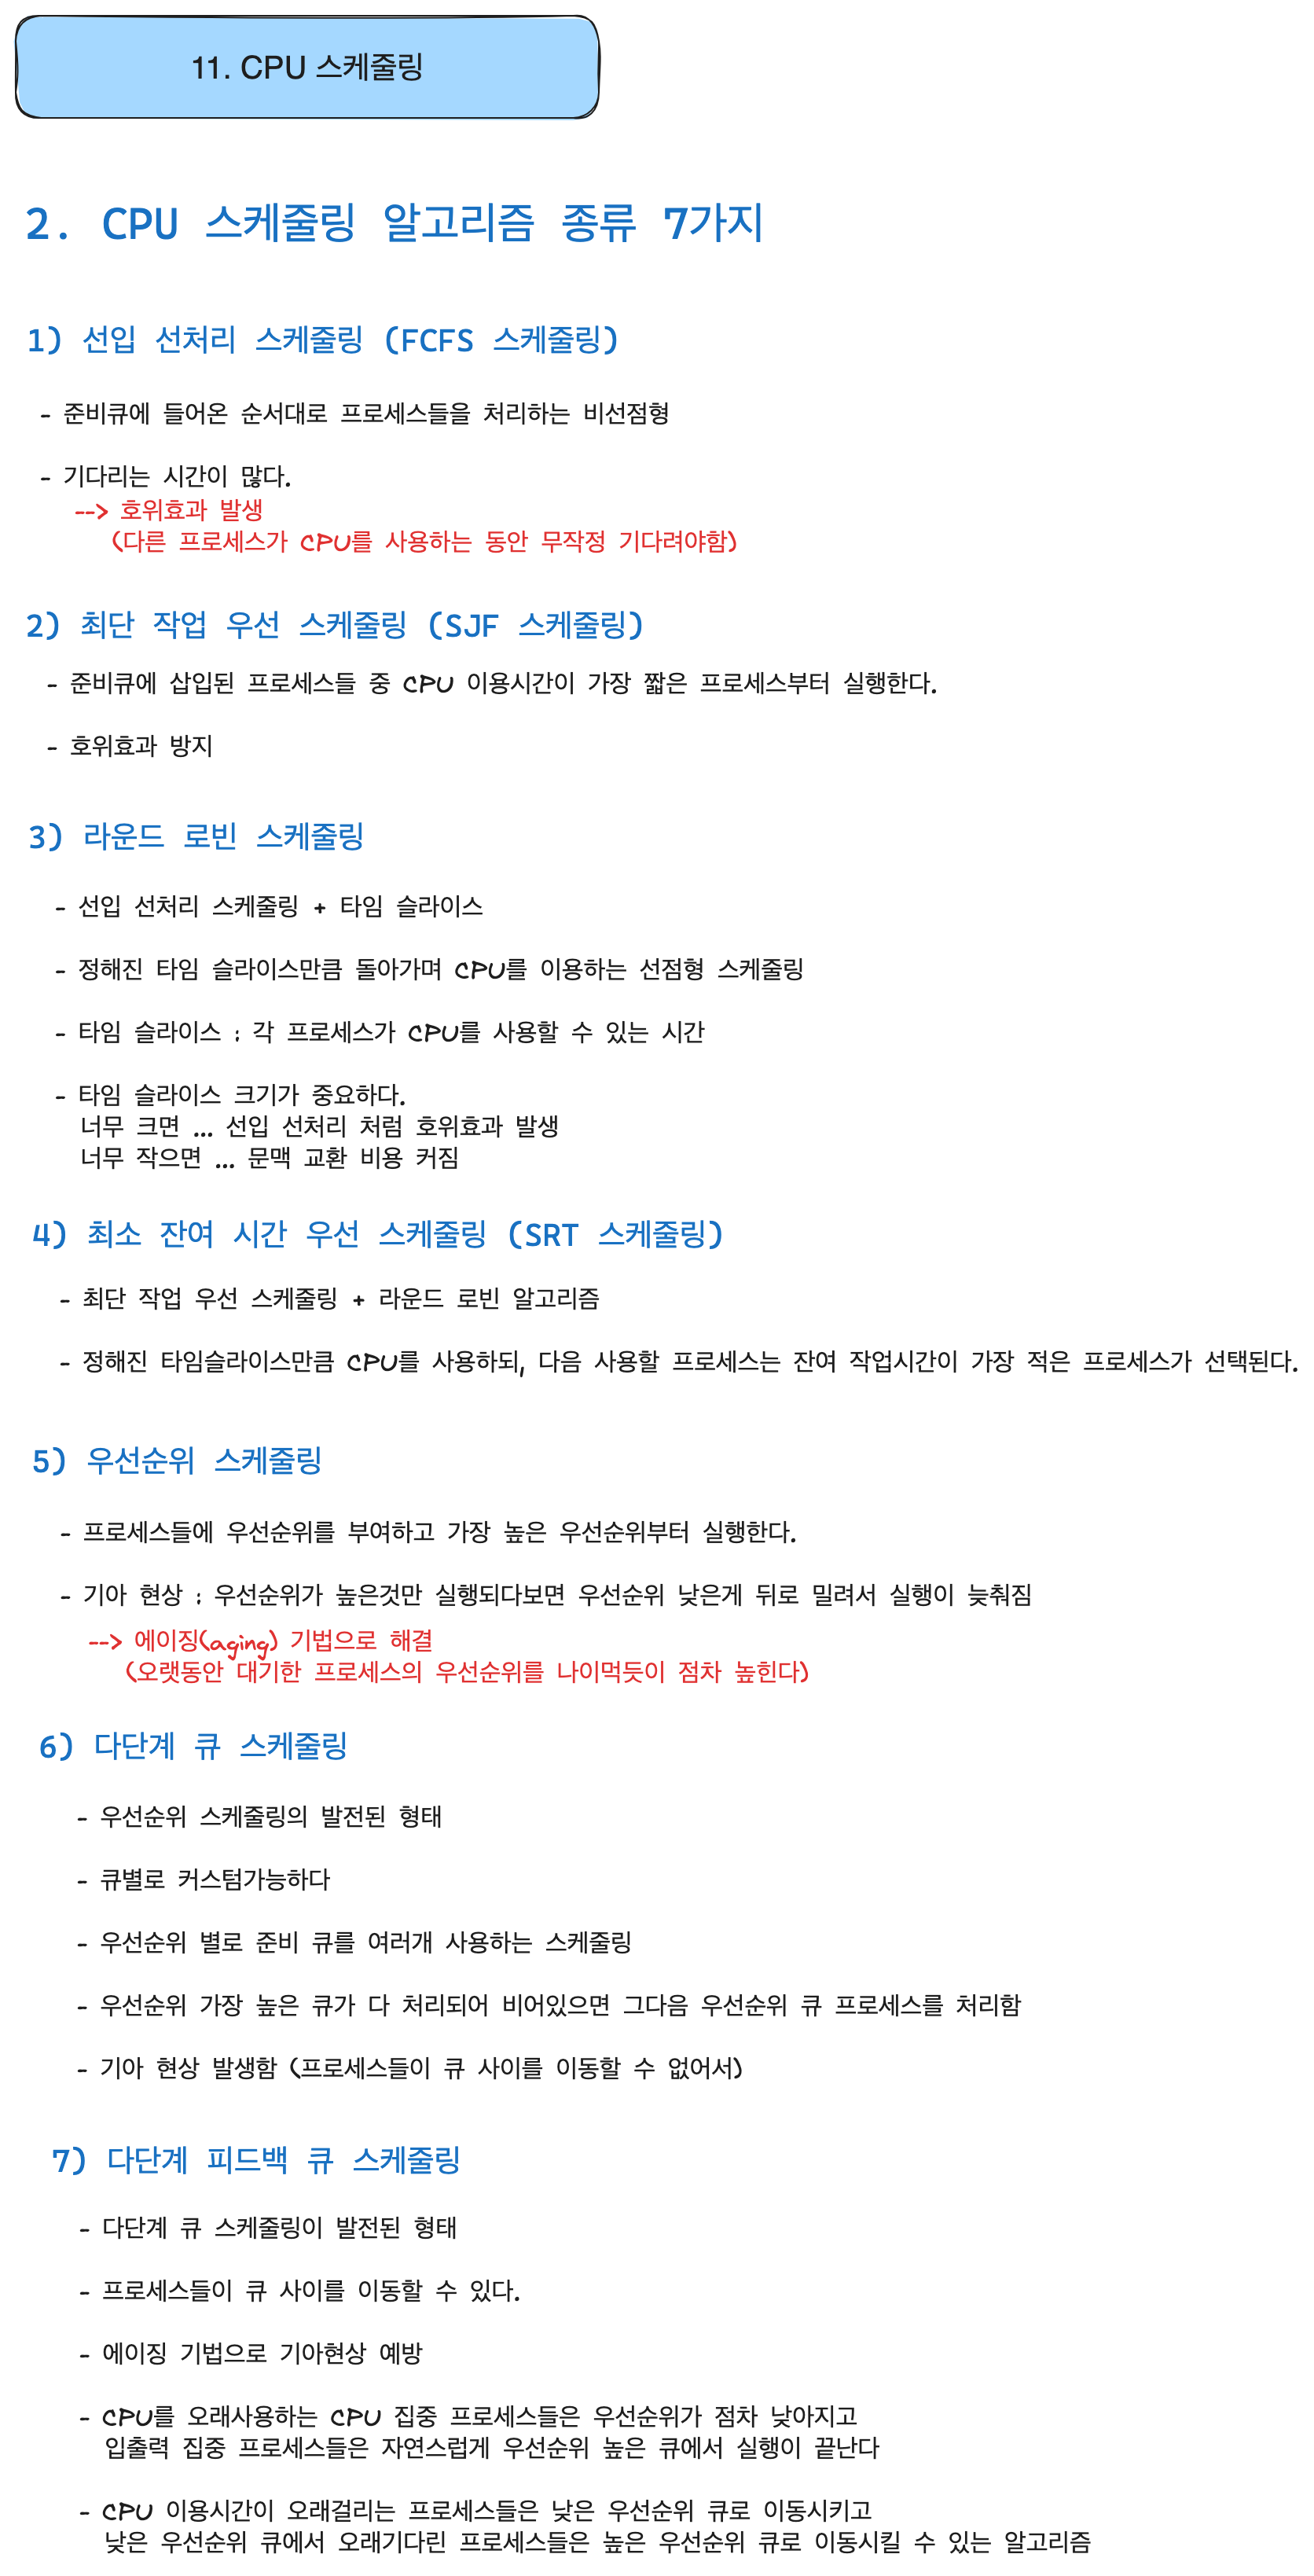 11. CPU 스케줄링
2. CPU 스케줄링 알고리즘 종류 7가지
1) 선입 선처리 스케줄링 (FCFS 스케줄링)
- 준비큐에 들어온 순서대로 프로세스들을 처리하는 비선점형
- 기다리는 시간이 많다.
--> 호위효과 발생
(다른 프로세스가 CPU를 사용하는 동안 무작정 기다려야함)
2) 최단 작업 우선 스케줄링 (SJF 스케줄링)
- 준비큐에 삽입된 프로세스들 중 CPU 이용시간이 가장 짧은 프로세스부터 실행한다.
- 호위효과 방지
3) 라운드 로빈 스케줄링
- 선입 선처리 스케줄링 + 타임 슬라이스
- 정해진 타임 슬라이스만큼 돌아가며 CPU를 이용하는 선점형 스케줄링
- 타임 슬라이스 ; 각 프로세스가 CPU를 사용할 수 있는 시간
- 타임 슬라이스 크기가 중요하다.
너무 크면 ... 선입 선처리 처럼 호위효과 발생
너무 작으면 ... 문맥 교환 비용 커짐
4) 최소 잔여 시간 우선 스케줄링 (SRT 스케줄링)
- 최단 작업 우선 스케줄링 + 라운드 로빈 알고리즘
- 정해진 타임슬라이스만큼 CPU를 사용하되, 다음 사용할 프로세스는 잔여 작업시간이 가장 적은 프로세스가 선택된다.
5) 우선순위 스케줄링
- 프로세스들에 우선순위를 부여하고 가장 높은 우선순위부터 실행한다.
- 기아 현상 ; 우선순위가 높은것만 실행되다보면 우선순위 낮은게 뒤로 밀려서 실행이 늦춰짐
--> 에이징(aging) 기법으로 해결
(오랫동안 대기한 프로세스의 우선순위를 나이먹듯이 점차 높힌다)
6) 다단계 큐 스케줄링
- 우선순위 스케줄링의 발전된 형태
- 큐별로 커스텀가능하다
- 우선순위 별로 준비 큐를 여러개 사용하는 스케줄링
- 우선순위 가장 높은 큐가 다 처리되어 비어있으면 그다음 우선순위 큐 프로세스를 처리함
- 기아 현상 발생함 (프로세스들이 큐 사이를 이동할 수 없어서)
7) 다단계 피드백 큐 스케줄링
- 다단계 큐 스케줄링이 발전된 형태
- 프로세스들이 큐 사이를 이동할 수 있다.
- 에이징 기법으로 기아현상 예방
- CPU를 오래사용하는 CPU 집중 프로세스들은 우선순위가 점차 낮아지고
입출력 집중 프로세스들은 자연스럽게 우선순위 높은 큐에서 실행이 끝난다
- CPU 이용시간이 오래걸리는 프로세스들은 낮은 우선순위 큐로 이동시키고
낮은 우선순위 큐에서 오래기다린 프로세스들은 높은 우선순위 큐로 이동시킬 수 있는 알고리즘